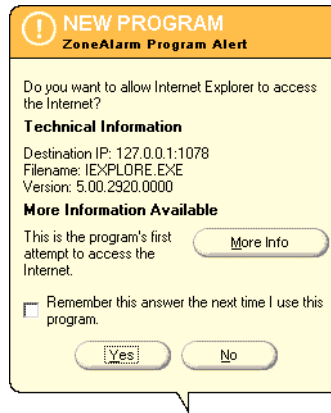 NEW PROGRAM
ZoneAlarm Program Alert
Do you want to allow Internet Explorer to access
the Internet?
Technical Information
Destination IP: 127.0.0.1:1078
Filename: IEXPLORE.EXE
Version: 5.00.2920.0000
More Information Available
This is the program's first
attempt to access the
Internet.
More Info
Remember this answer the next time I use this
program.
Yes
No